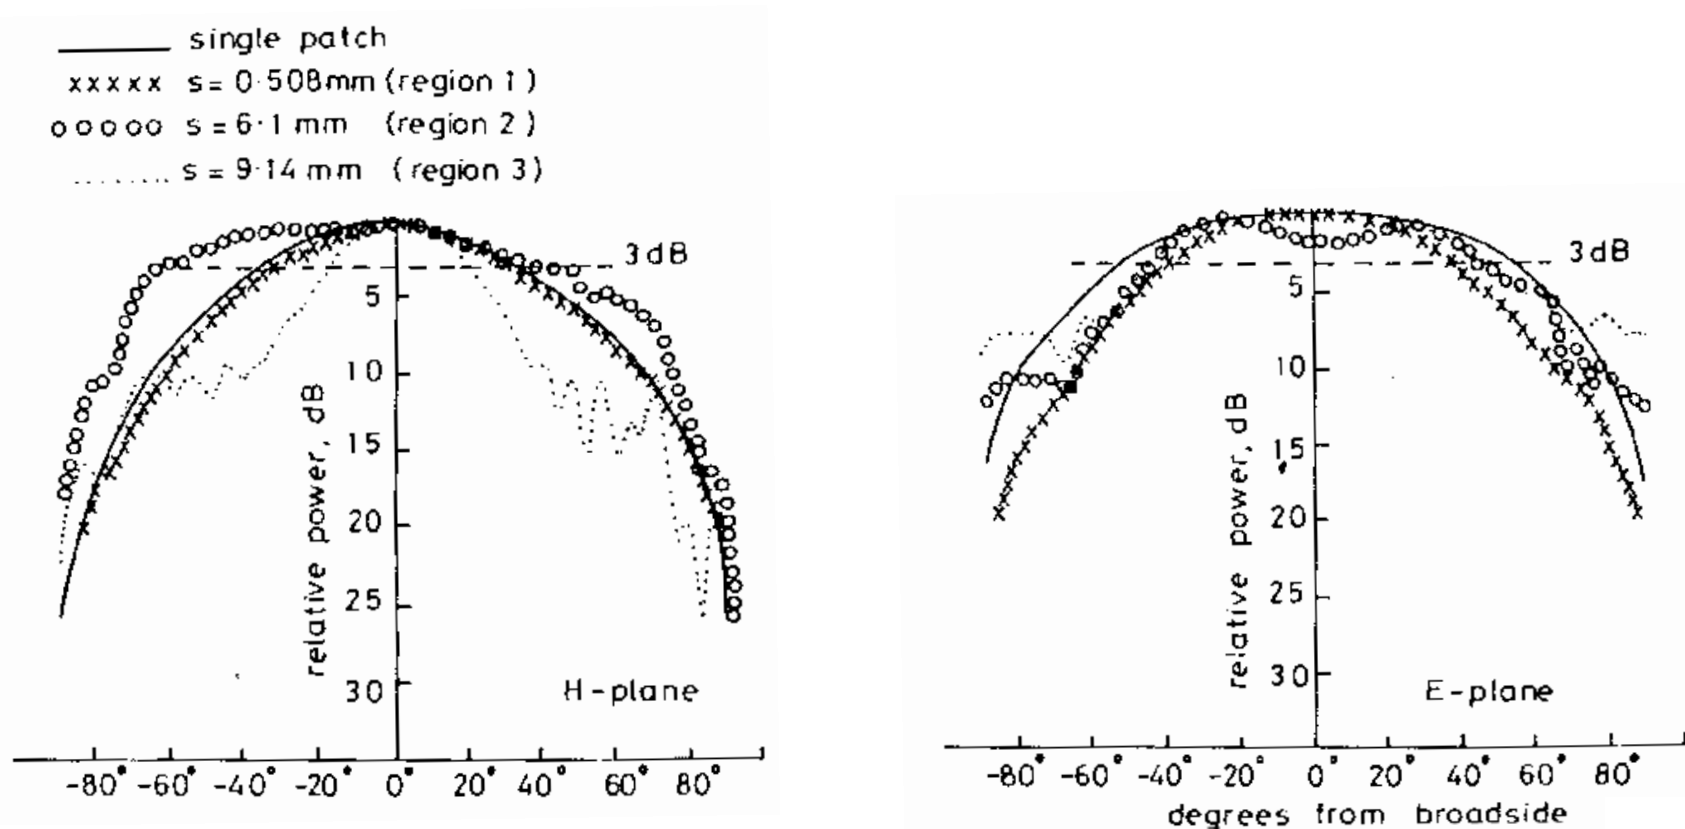 single patch
xxxxx s = 0·508mm (region 1)
ooooo s = 6·1 mm (region 2)
........ s = 9·14 mm (region 3)
3dB
5
10
15
20
25
30
relative power, dB
H-plane
-80° -60° -40° -20° 0° 20° 40° 60° 80°
3dB
5
10
15
20
25
30
relative power, dB
E-plane
-80° -60° -40° -20° 0° 20° 40° 60° 80°
degrees from broadside